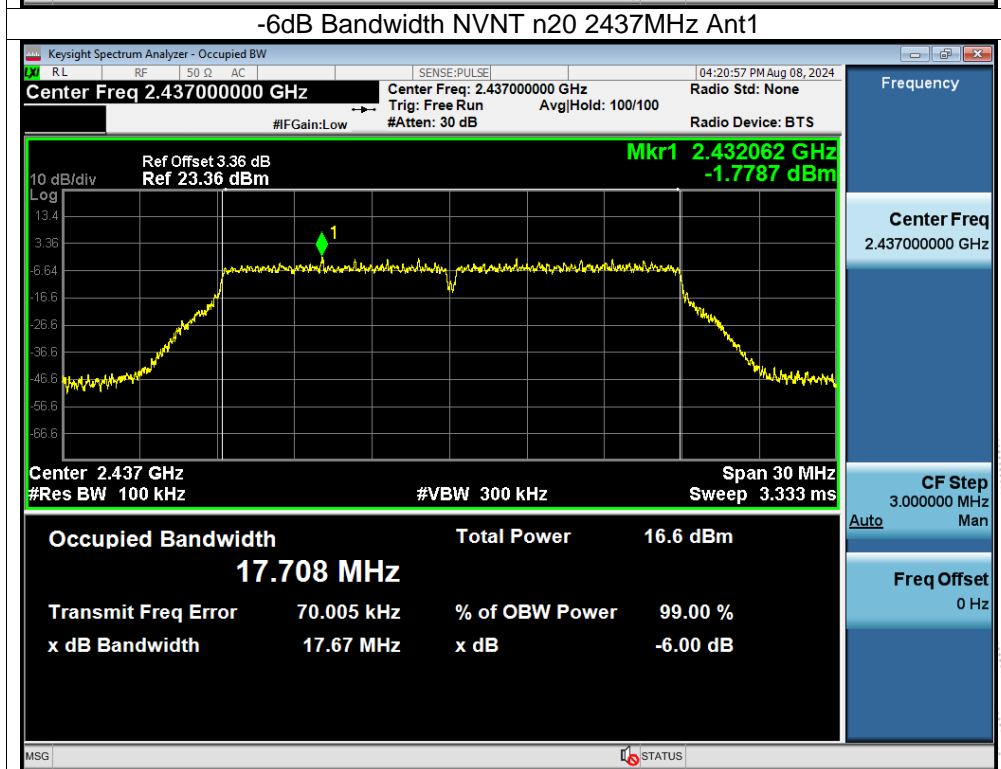 -6dB Bandwidth NVNT n20 2437MHz Ant1
Keysight Spectrum Analyzer - Occupied BW
LXI RL RF 50 Ω AC SENSE:PULSE 04:20:57 PM Aug 08, 2024
Center Freq 2.437000000 GHz
Center Freq: 2.437000000 GHz
Radio Std: None
Trig: Free Run Avg|Hold: 100/100
#IFGain:Low
#Atten: 30 dB
Radio Device: BTS
Frequency
Mkr1 2.432062 GHz
-1.7787 dBm
Ref Offset 3.36 dB
10 dB/div Ref 23.36 dBm
Log
13.4
3.36
-6.64
-16.6
-26.6
-36.6
-46.6
-56.6
-66.6
1
Center 2.437 GHz Span 30 MHz
#Res BW 100 kHz #VBW 300 kHz Sweep 3.333 ms
Occupied Bandwidth Total Power 16.6 dBm
17.708 MHz
Transmit Freq Error 70.005 kHz % of OBW Power 99.00 %
x dB Bandwidth 17.67 MHz x dB -6.00 dB
Center Freq
2.437000000 GHz
CF Step
3.000000 MHz
Auto Man
Freq Offset
0 Hz
MSG STATUS